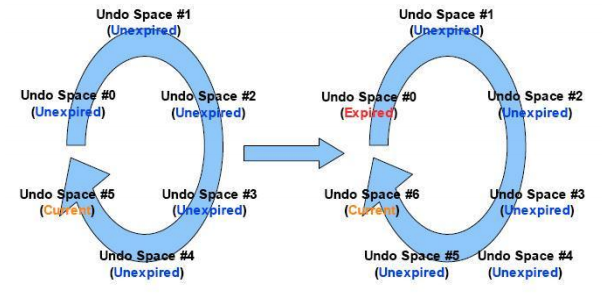 Undo Space #1
(Unexpired)
Undo Space #0
(Unexpired)
Undo Space #2
(Unexpired)
Undo Space #5
(Current)
Undo Space #3
(Unexpired)
Undo Space #4
(Unexpired)
Undo Space #1
(Unexpired)
Undo Space #0
(Expired)
Undo Space #2
(Unexpired)
Undo Space #6
(Current)
Undo Space #3
(Unexpired)
Undo Space #5
(Unexpired)
Undo Space #4
(Unexpired)